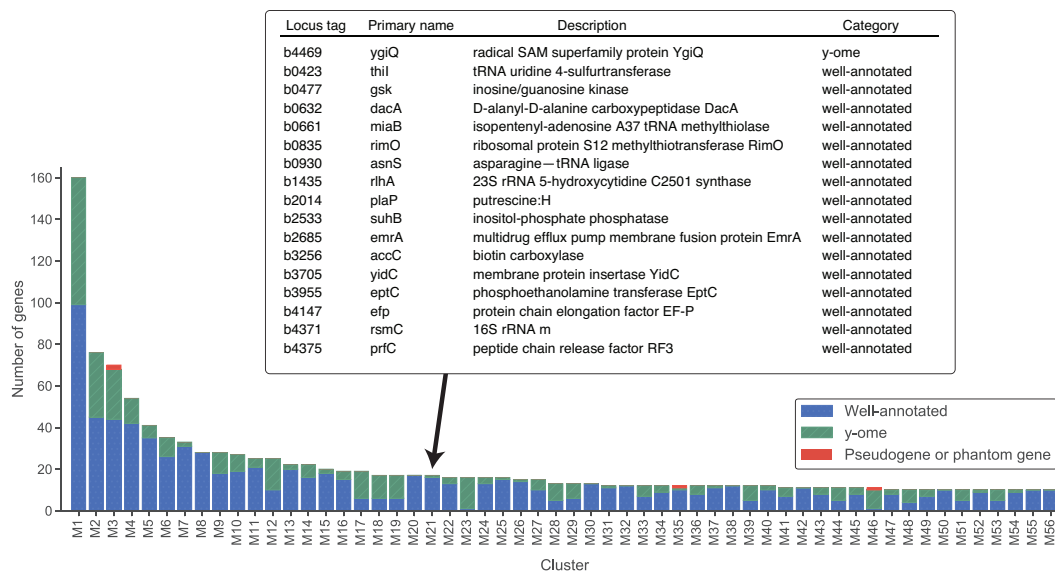 Locus tag Primary name Description Category
b4469 ygiQ radical SAM superfamily protein YgiQ y-ome
b0423 thiI tRNA uridine 4-sulfurtransferase well-annotated
b0477 gsk inosine/guanosine kinase well-annotated
b0632 dacA D-alanyl-D-alanine carboxypeptidase DacA well-annotated
b0661 miaB isopentenyl-adenosine A37 tRNA methylthiolase well-annotated
b0835 rimO ribosomal protein S12 methylthiotransferase RimO well-annotated
b0930 asnS asparagine—tRNA ligase well-annotated
b1435 rlhA 23S rRNA 5-hydroxycytidine C2501 synthase well-annotated
b2014 plaP putrescine:H well-annotated
b2533 suhB inositol-phosphate phosphatase well-annotated
b2685 emrA multidrug efflux pump membrane fusion protein EmrA well-annotated
b3256 accC biotin carboxylase well-annotated
b3705 yidC membrane protein insertase YidC well-annotated
b3955 eptC phosphoethanolamine transferase EptC well-annotated
b4147 efp protein chain elongation factor EF-P well-annotated
b4371 rsmC 16S rRNA m well-annotated
b4375 prfC peptide chain release factor RF3 well-annotated
Number of genes
160
140
120
100
80
60
40
20
0
Well-annotated
y-ome
Pseudogene or phantom gene
M1 M2 M3 M4 M5 M6 M7 M8 M9 M10 M11 M12 M13 M14 M15 M16 M17 M18 M19 M20 M21 M22 M23 M24 M25 M26 M27 M28 M29 M30 M31 M32 M33 M34 M35 M36 M37 M38 M39 M40 M41 M42 M43 M44 M45 M46 M47 M48 M49 M50 M51 M52 M53 M54 M55 M56
Cluster